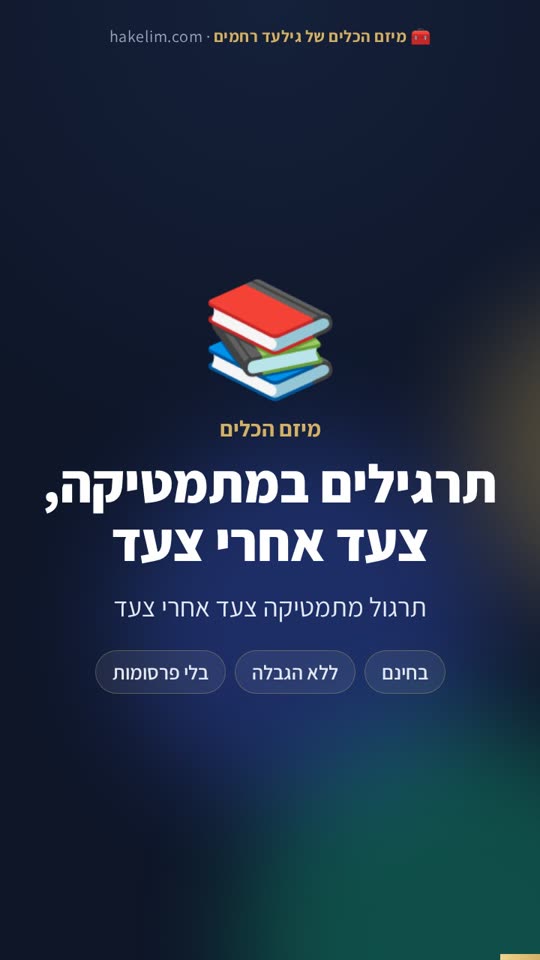 🧰 מיזם הכלים של גילעד רחמים · hakelim.com
מיזם הכלים
תרגילים במתמטיקה,
צעד אחרי צעד
תרגול מתמטיקה צעד אחרי צעד
בחינם
ללא הגבלה
בלי פרסומות